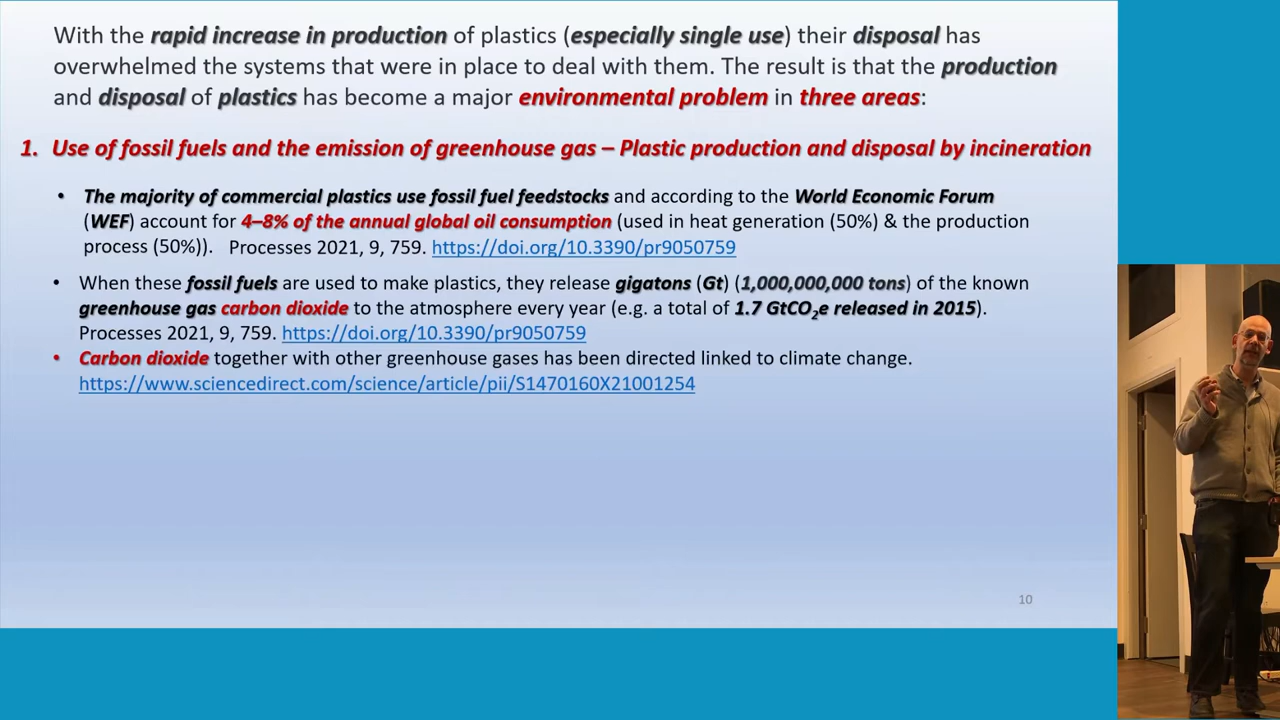 With the rapid increase in production of plastics (especially single use) their disposal has
overwhelmed the systems that were in place to deal with them. The result is that the production
and disposal of plastics has become a major environmental problem in three areas:
1. Use of fossil fuels and the emission of greenhouse gas – Plastic production and disposal by incineration
• The majority of commercial plastics use fossil fuel feedstocks and according to the World Economic Forum
(WEF) account for 4–8% of the annual global oil consumption (used in heat generation (50%) & the production
process (50%)). Processes 2021, 9, 759. https://doi.org/10.3390/pr9050759
• When these fossil fuels are used to make plastics, they release gigatons (Gt) (1,000,000,000 tons) of the known
greenhouse gas carbon dioxide to the atmosphere every year (e.g. a total of 1.7 GtCO₂e released in 2015).
Processes 2021, 9, 759. https://doi.org/10.3390/pr9050759
• Carbon dioxide together with other greenhouse gases has been directed linked to climate change.
https://www.sciencedirect.com/science/article/pii/S1470160X21001254
10